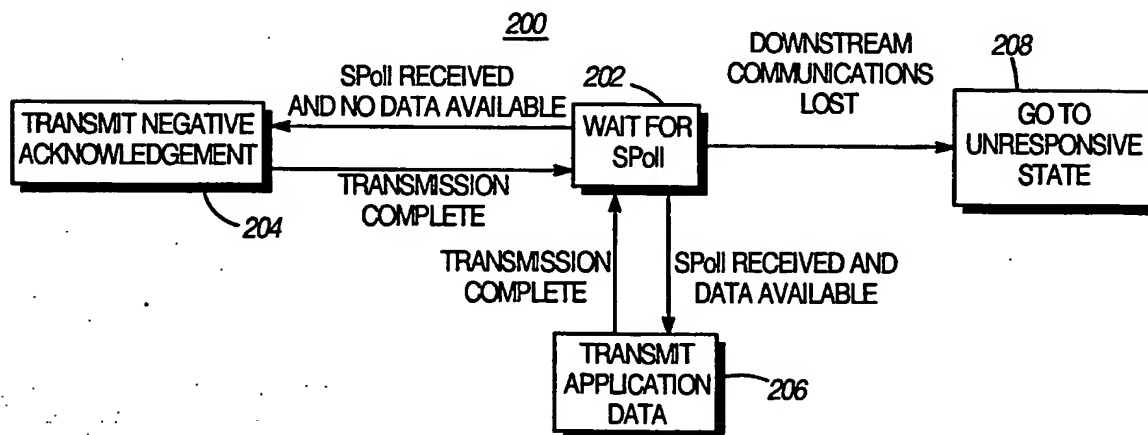 200
SPoll RECEIVED
AND NO DATA AVAILABLE
TRANSMIT NEGATIVE
ACKNOWLEDGEMENT
204
TRANSMISSION
COMPLETE
202
WAIT FOR
SPoll
DOWNSTREAM
COMMUNICATIONS
LOST
208
GO TO
UNRESPONSIVE
STATE
TRANSMISSION
COMPLETE
SPoll RECEIVED AND
DATA AVAILABLE
TRANSMIT
APPLICATION
DATA
206